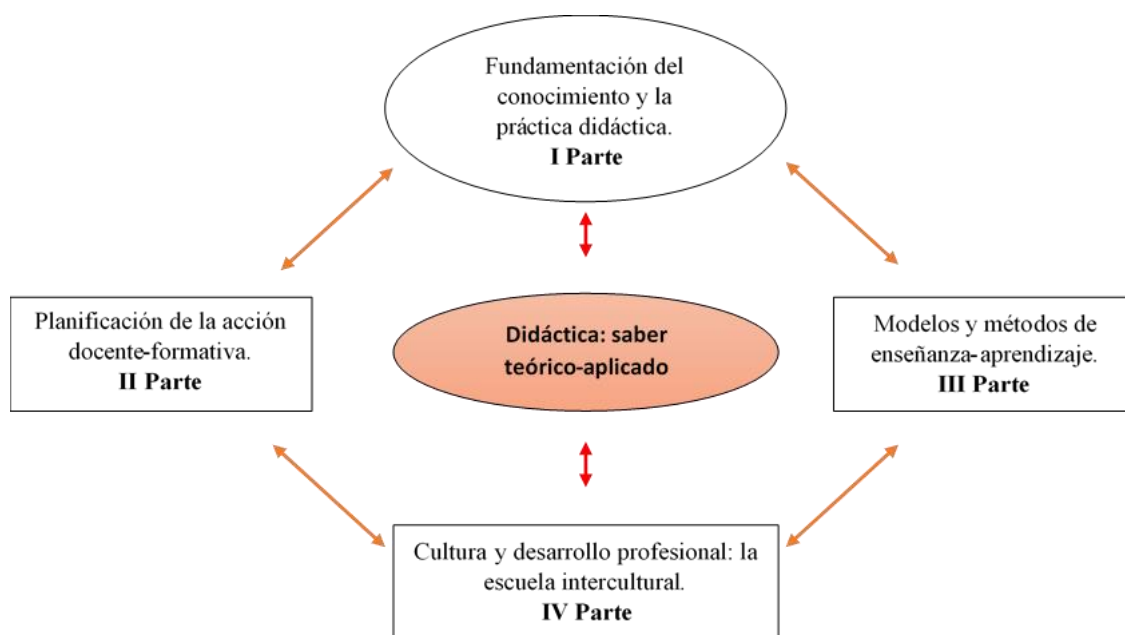 Fundamentación del
conocimiento y la
práctica didáctica.
I Parte
Planificación de la acción
docente-formativa.
II Parte
Didáctica: saber
teórico-aplicado
Modelos y métodos de
enseñanza-aprendizaje.
III Parte
Cultura y desarrollo profesional: la
escuela intercultural.
IV Parte